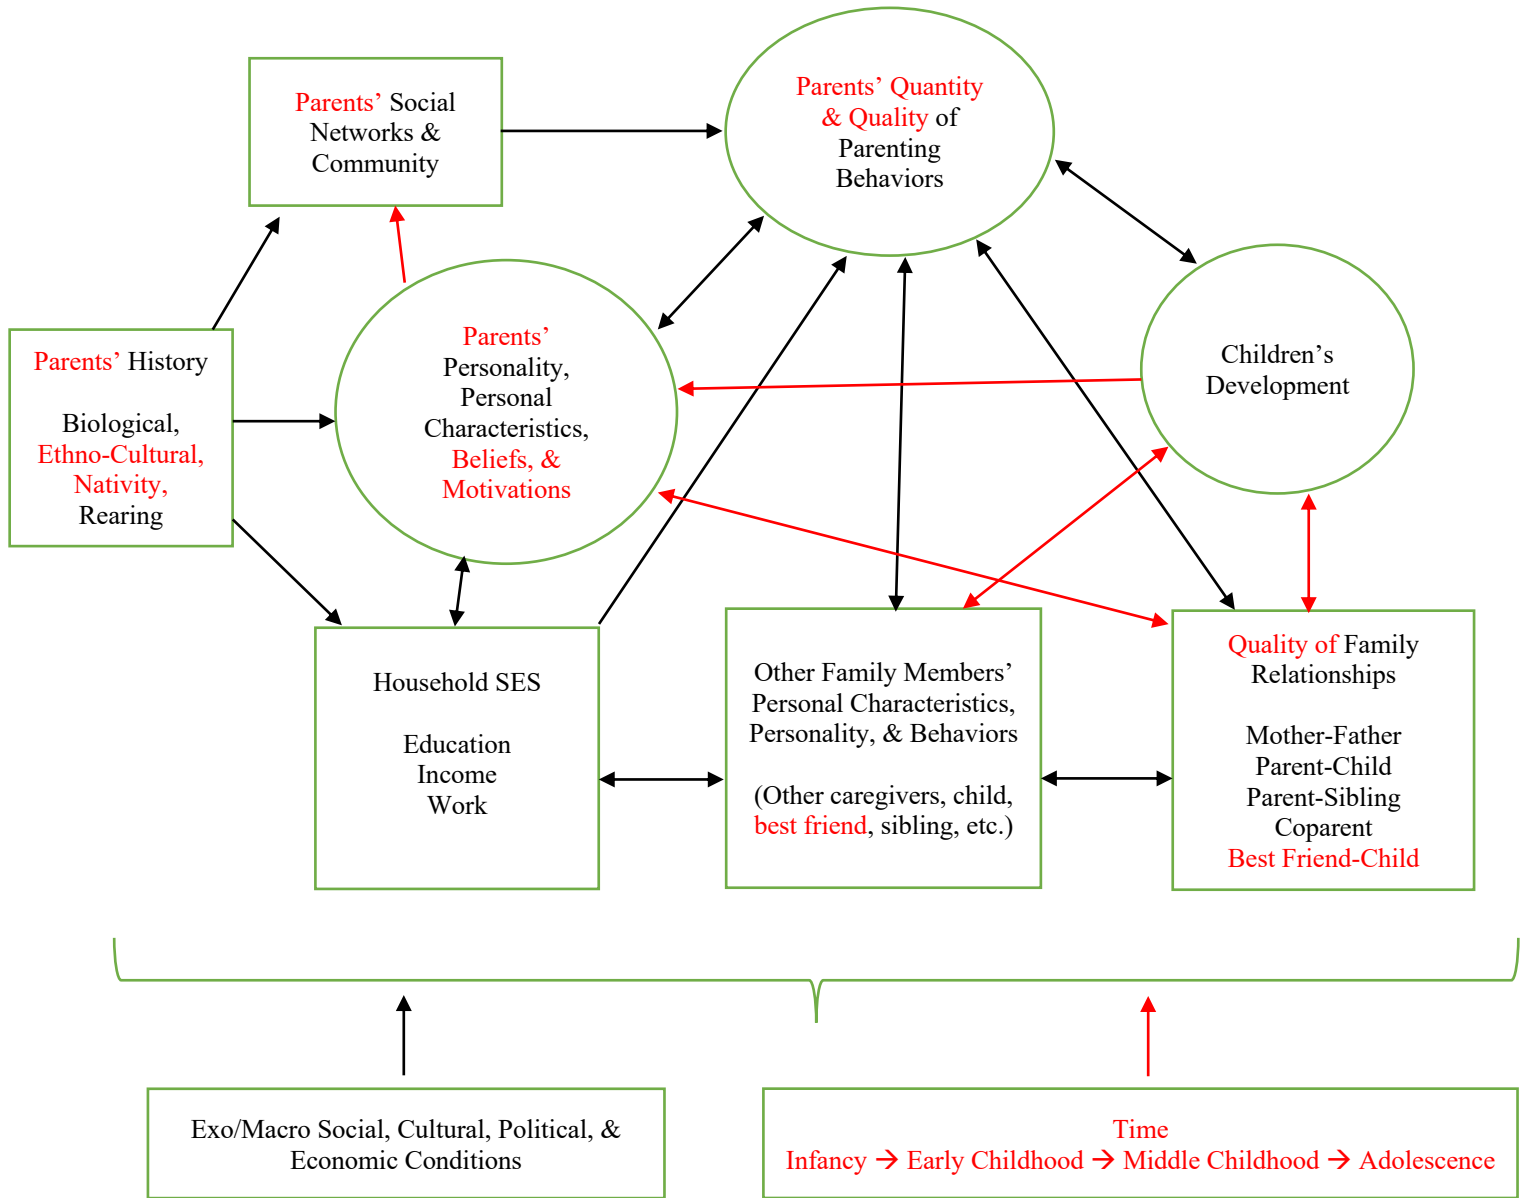 Parents’ Social
Networks &
Community
Parents’ Quantity
& Quality of
Parenting
Behaviors
Parents’ History
Biological,
Ethno-Cultural,
Nativity,
Rearing
Parents’
Personality,
Personal
Characteristics,
Beliefs, &
Motivations
Children’s
Development
Household SES
Education
Income
Work
Other Family Members’
Personal Characteristics,
Personality, & Behaviors
(Other caregivers, child,
best friend, sibling, etc.)
Quality of Family
Relationships
Mother-Father
Parent-Child
Parent-Sibling
Coparent
Best Friend-Child
Exo/Macro Social, Cultural, Political, &
Economic Conditions
Time
Infancy → Early Childhood → Middle Childhood → Adolescence